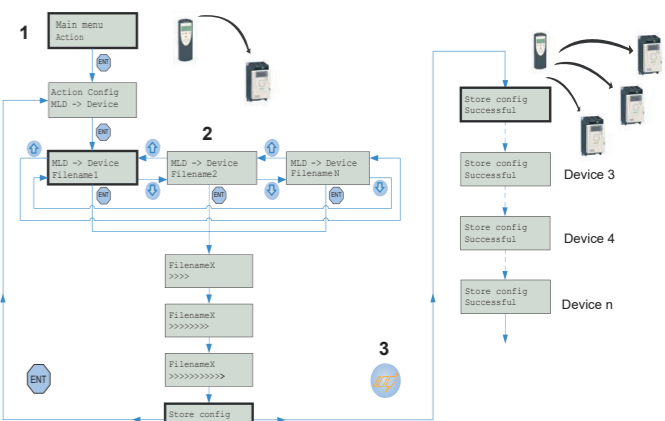 1
Main menu
Action
ENT
Action Config
MLD -> Device
ENT
2
MLD -> Device
Filename1
ENT
MLD -> Device
Filename2
ENT
MLD -> Device
FilenameN
ENT
FilenameX
>>>>
FilenameX
>>>>>>>>
FilenameX
>>>>>>>>>>>
ENT
3
Store config
Store config
Successful
Store config
Successful
Device 3
Store config
Successful
Device 4
Store config
Successful
Device n